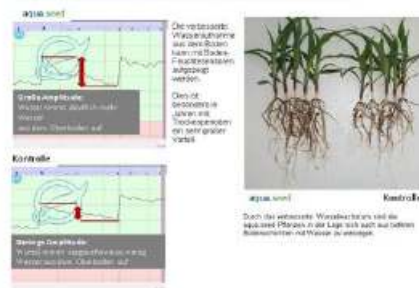 aqua.seed
Die verbesserte
Wasseraufnahme
aus dem Boden
kann mit Boden-
Feuchtesensoren
aufgezeigt
werden.
Dies ist
besonders in
Jahren mit
Trockenperioden
ein sehr großer
Vorteil
Große Amplitude:
Wurzel nimmt deutlich mehr
Wasser
aus dem Oberboden auf
Kontrolle
Geringe Amplitude:
Wurzel nimmt vergleichsweise wenig
Wasser aus dem Oberboden auf
aqua.seed
Kontrolle
Durch das verbesserte Wurzelwachstum sind die
aqua.seed Pflanzen in der Lage sich auch aus tieferen
Bodenschichten mit Wasser zu versorgen.